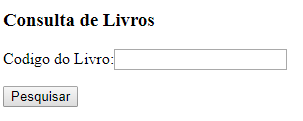 Consulta de Livros
Codigo do Livro:
Pesquisar